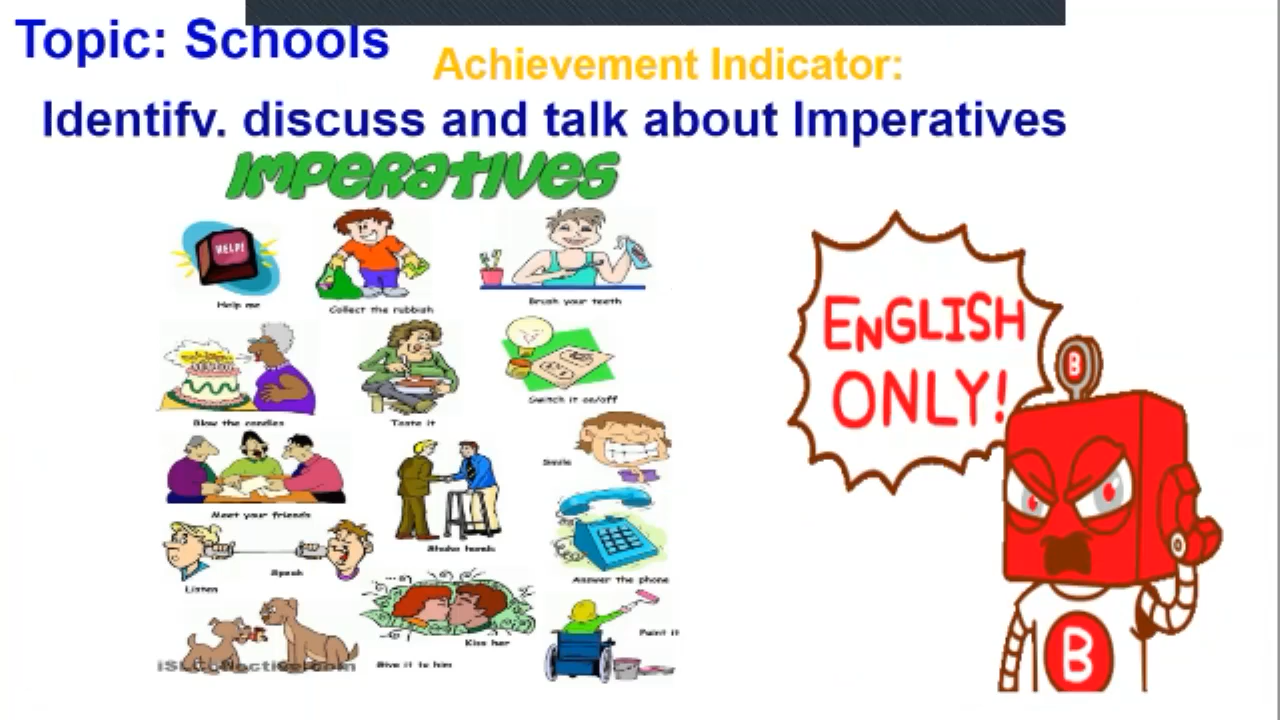 Topic: Schools
Achievement Indicator:
Identify. discuss and talk about Imperatives
IMPERATIVES
HELP!
Help me
Collect the rubbish
Brush your teeth
Blow the candles
Taste it
Switch it on/off
Smile
Meet your friends
Shake hands
Listen
Speak
Answer the phone
Kiss her
Give it to him
Paint it
iSLCollective.com
ENGLISH
ONLY!
B
B